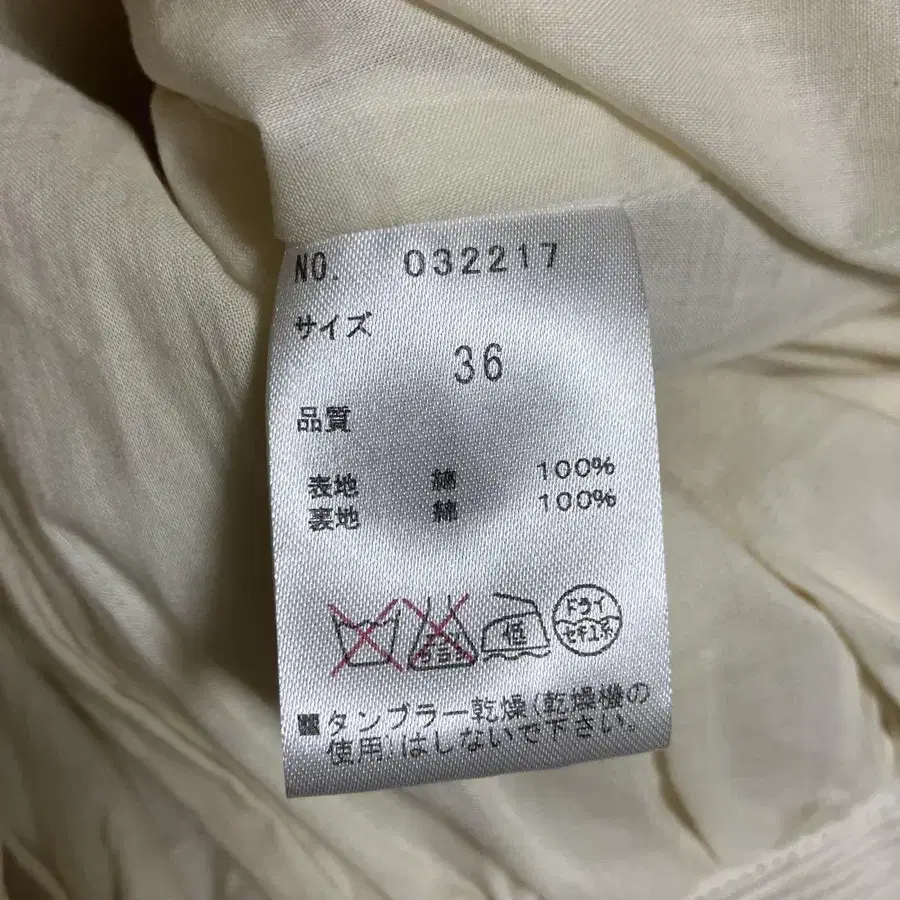 NO. 032217
サイズ
36
品質
表地 綿 100%
裏地 綿 100%
低
ドライ
セキユ系
■タンブラー乾燥(乾燥機の
使用)はしないで下さい。